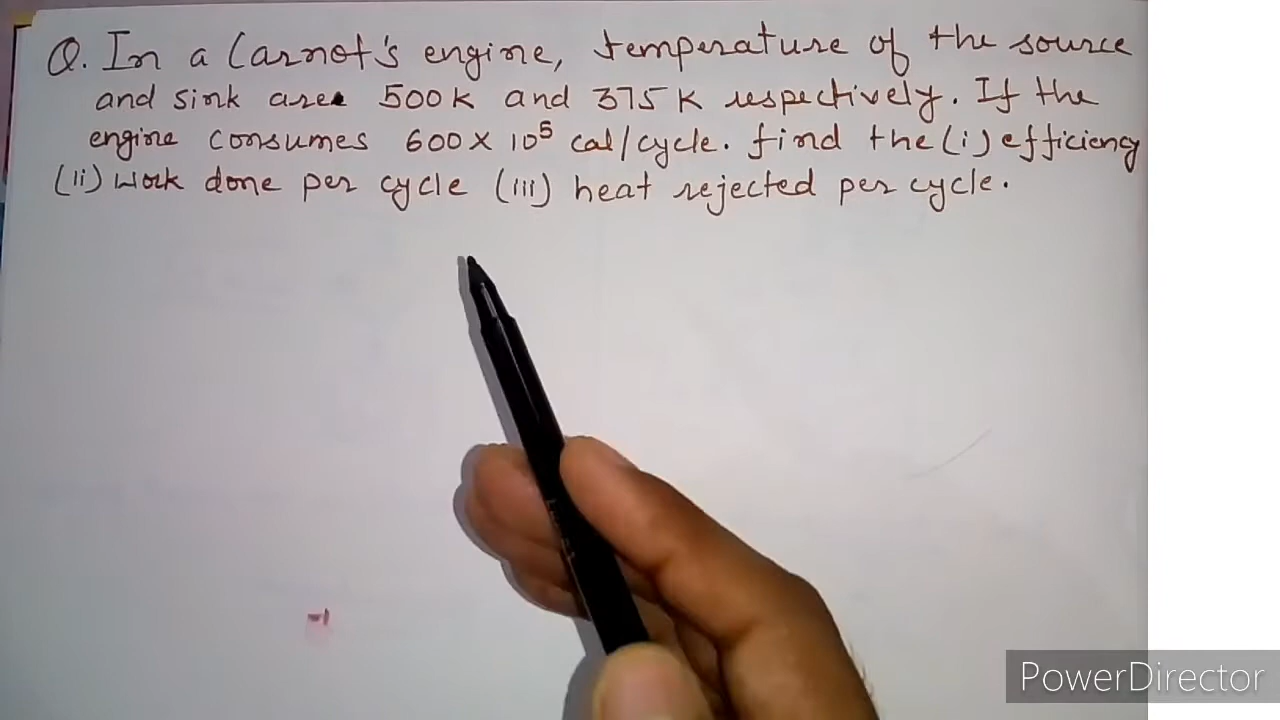 Q. In a Carnot's engine, temperature of the source
and sink are 500K and 375K respectively. If the
engine consumes 600 x 10⁵ cal/cycle. find the (i) efficiency
(ii) work done per cycle (iii) heat rejected per cycle.
PowerDirector